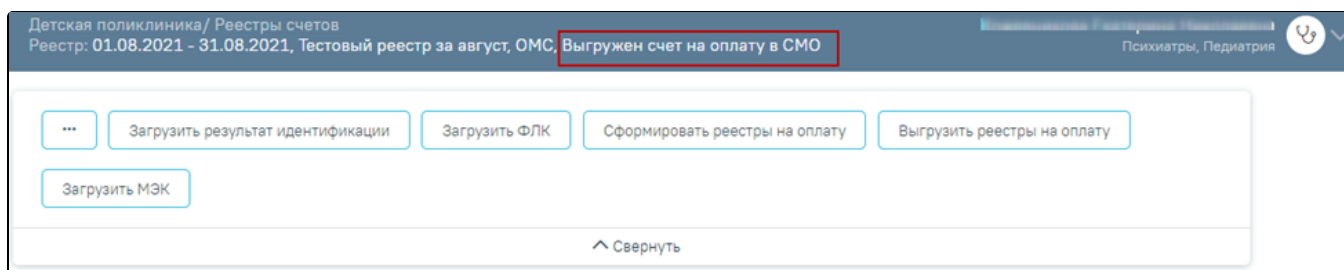 Детская поликлиника/ Реестры счетов
Реестр: 01.08.2021 - 31.08.2021, Тестовый реестр за август, ОМС, Выгружен счет на оплату в СМО
Психиатры, Педиатрия
... Загрузить результат идентификации Загрузить ФЛК Сформировать реестры на оплату Выгрузить реестры на оплату
Загрузить МЭК
Свернуть